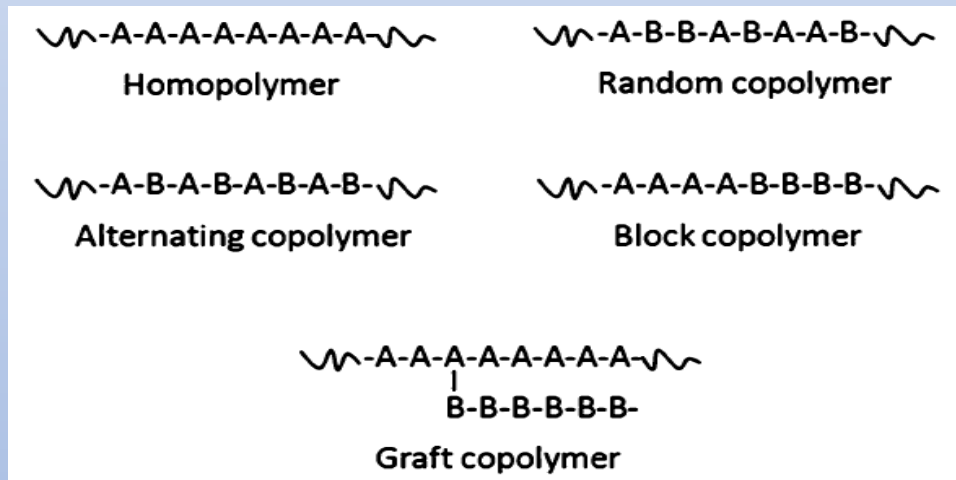 -A-A-A-A-A-A-A-A-
Homopolymer
-A-B-B-A-B-A-A-B-
Random copolymer
-A-B-A-B-A-B-A-B-
Alternating copolymer
-A-A-A-A-B-B-B-B-
Block copolymer
-A-A-A-A-A-A-A-A-
B-B-B-B-B-B-
Graft copolymer